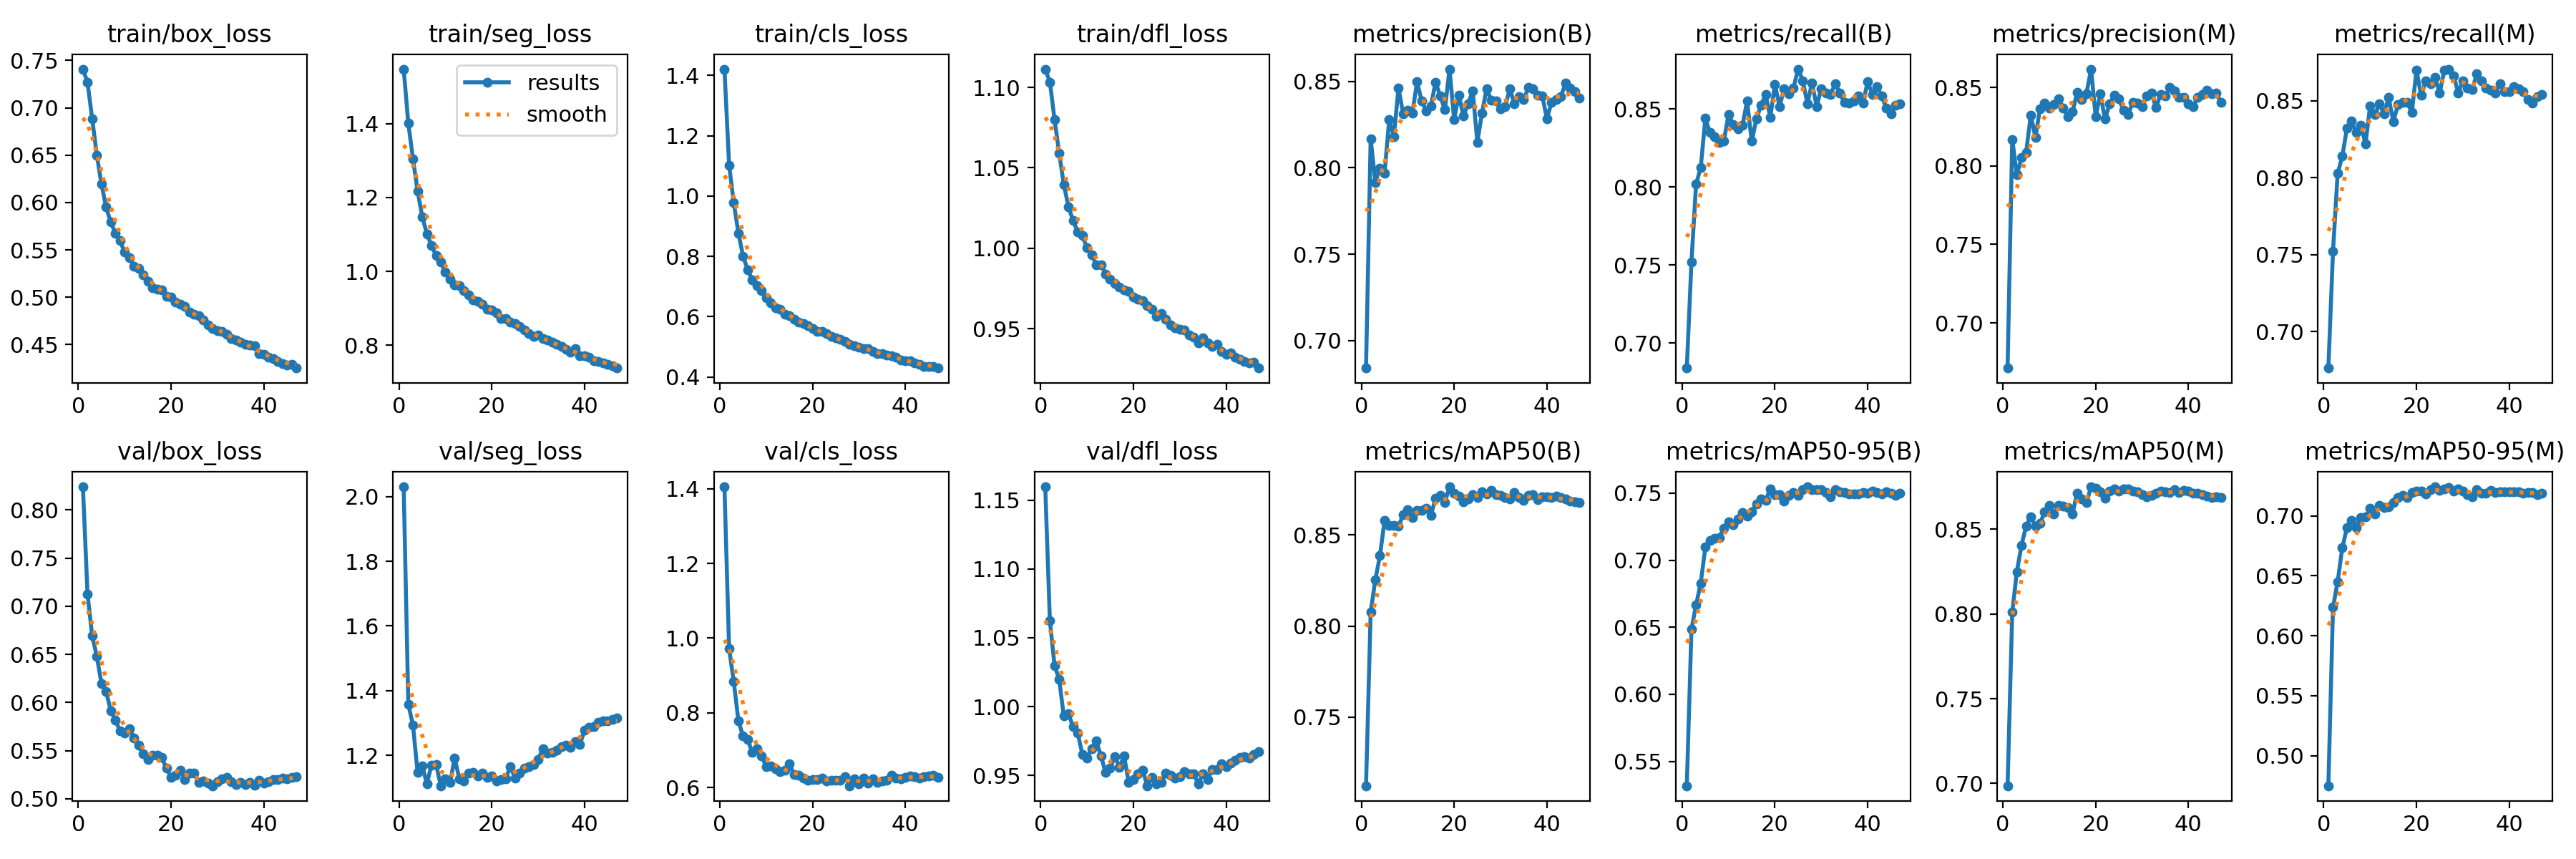 train/box_loss
0.75
0.70
0.65
0.60
0.55
0.50
0.45
0 20 40
train/seg_loss
results
smooth
1.4
1.2
1.0
0.8
0 20 40
train/cls_loss
1.4
1.2
1.0
0.8
0.6
0.4
0 20 40
train/dfl_loss
1.10
1.05
1.00
0.95
0 20 40
metrics/precision(B)
0.85
0.80
0.75
0.70
0 20 40
metrics/recall(B)
0.85
0.80
0.75
0.70
0 20 40
metrics/precision(M)
0.85
0.80
0.75
0.70
0 20 40
metrics/recall(M)
0.85
0.80
0.75
0.70
0 20 40
val/box_loss
0.80
0.75
0.70
0.65
0.60
0.55
0.50
0 20 40
val/seg_loss
2.0
1.8
1.6
1.4
1.2
0 20 40
val/cls_loss
1.4
1.2
1.0
0.8
0.6
0 20 40
val/dfl_loss
1.15
1.10
1.05
1.00
0.95
0 20 40
metrics/mAP50(B)
0.85
0.80
0.75
0 20 40
metrics/mAP50-95(B)
0.75
0.70
0.65
0.60
0.55
0 20 40
metrics/mAP50(M)
0.85
0.80
0.75
0.70
0 20 40
metrics/mAP50-95(M)
0.70
0.65
0.60
0.55
0.50
0 20 40